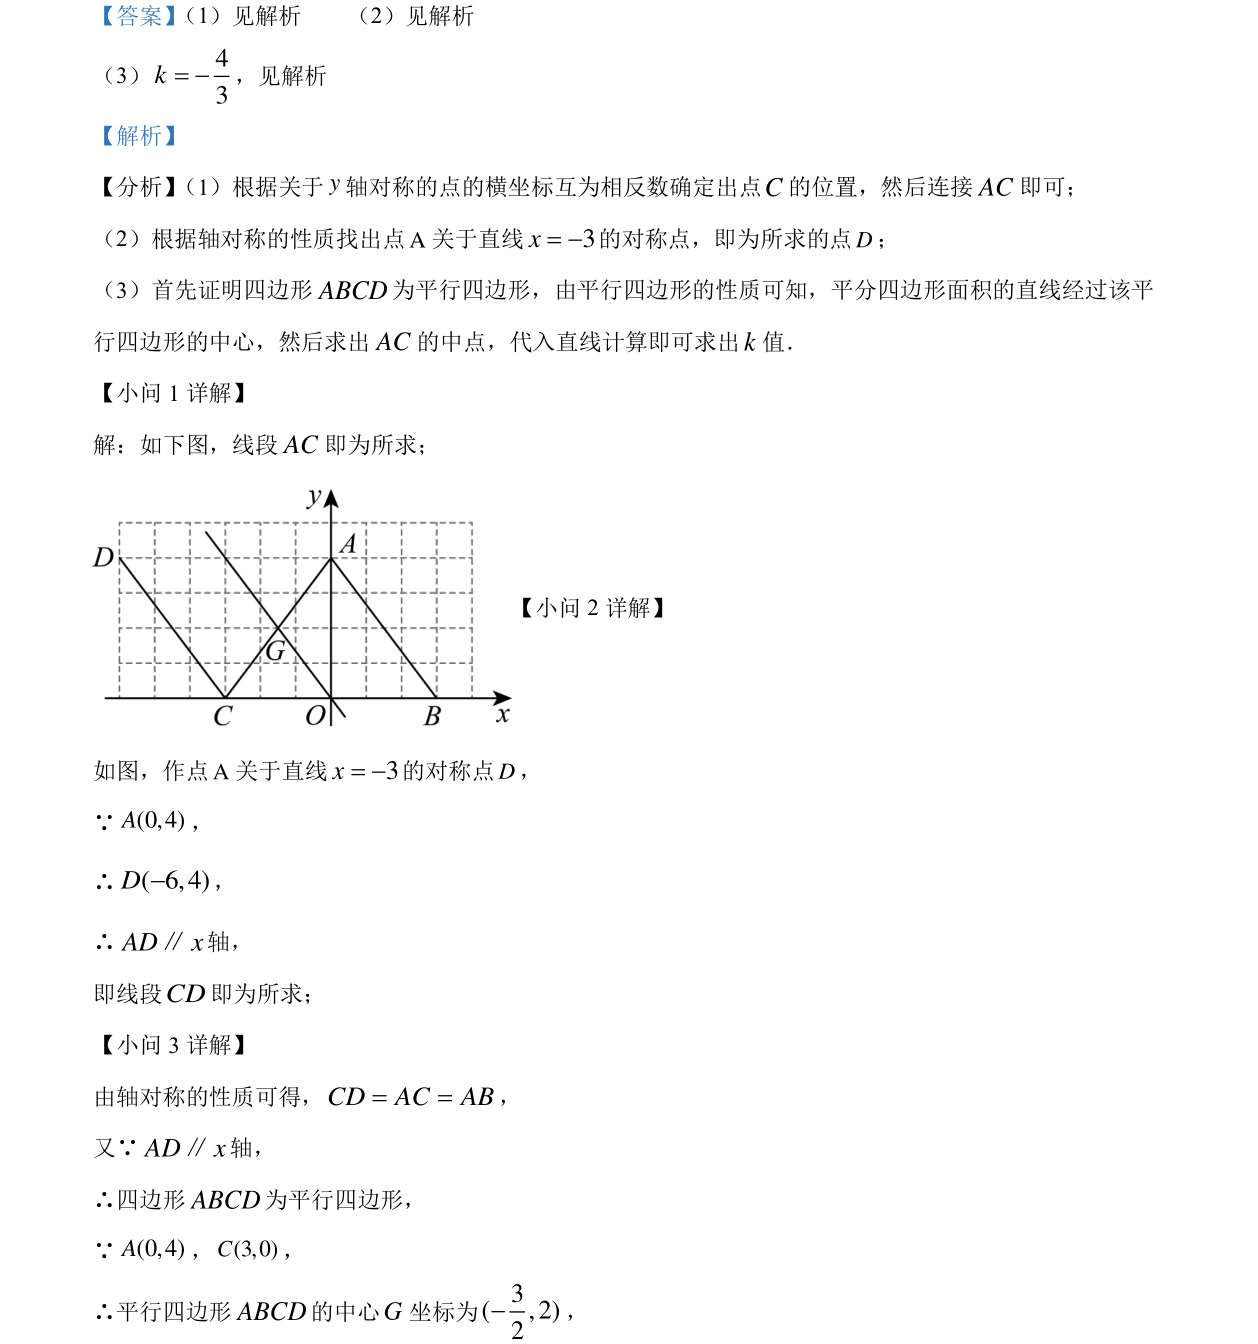 【答案】（1）见解析　　（2）见解析
（3）k = −4/3，见解析
【解析】
【分析】（1）根据关于 y 轴对称的点的横坐标互为相反数确定出点 C 的位置，然后连接 AC 即可；
（2）根据轴对称的性质找出点 A 关于直线 x = −3 的对称点，即为所求的点 D；
（3）首先证明四边形 ABCD 为平行四边形，由平行四边形的性质可知，平分四边形面积的直线经过该平
行四边形的中心，然后求出 AC 的中点，代入直线计算即可求出 k 值．
【小问 1 详解】
解：如下图，线段 AC 即为所求；
y
A
D
G
C
O
B
x
【小问 2 详解】
如图，作点 A 关于直线 x = −3 的对称点 D，
∵ A(0,4)，
∴ D(−6,4)，
∴ AD ∥ x 轴，
即线段 CD 即为所求；
【小问 3 详解】
由轴对称的性质可得， CD = AC = AB，
又∵ AD ∥ x 轴，
∴四边形 ABCD 为平行四边形，
∵ A(0,4)，C(3,0)，
∴平行四边形 ABCD 的中心 G 坐标为 (−3/2,2)，